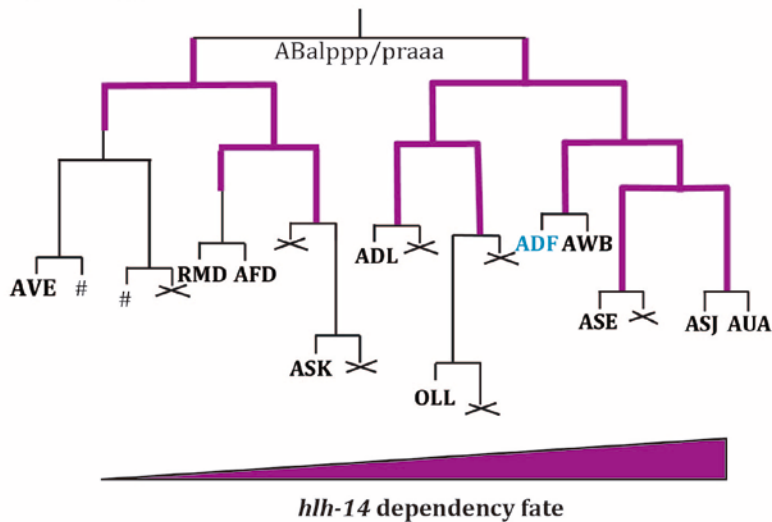 ABalppp/praaa
ADF AWB
ADL
RMD AFD
AVE #
#
ASE
ASJ AUA
ASK
OLL
hlh-14 dependency fate